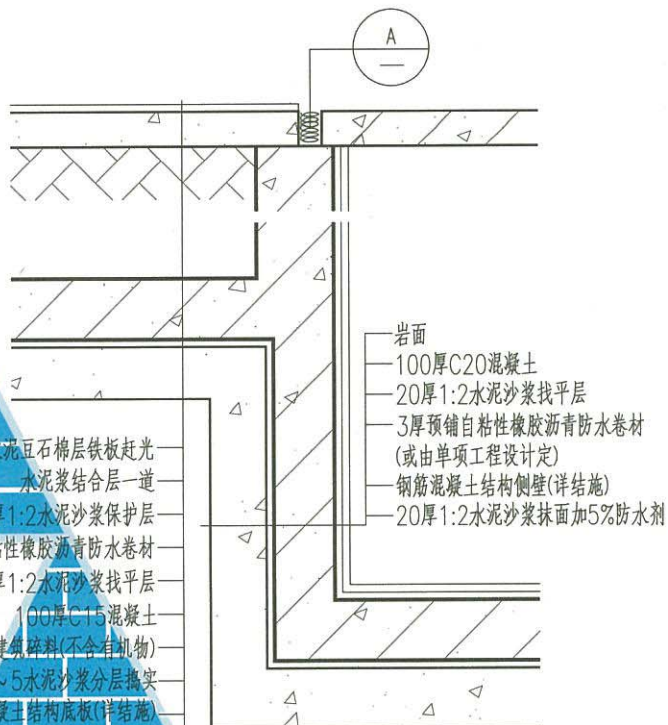 A
岩面
100厚C20混凝土
20厚1:2水泥沙浆找平层
3厚预铺自粘性橡胶沥青防水卷材
(或由单项工程设计定)
钢筋混凝土结构侧壁(详结施)
20厚1:2水泥沙浆抹面加5%防水剂
泥豆石棉层铁板赶光
水泥浆结合层一道
1:2水泥沙浆保护层
粘性橡胶沥青防水卷材
1:2水泥沙浆找平层
100厚C15混凝土
建筑碎料(不含有机物)
~5水泥沙浆分层捣实
凝土结构底板(详结施)